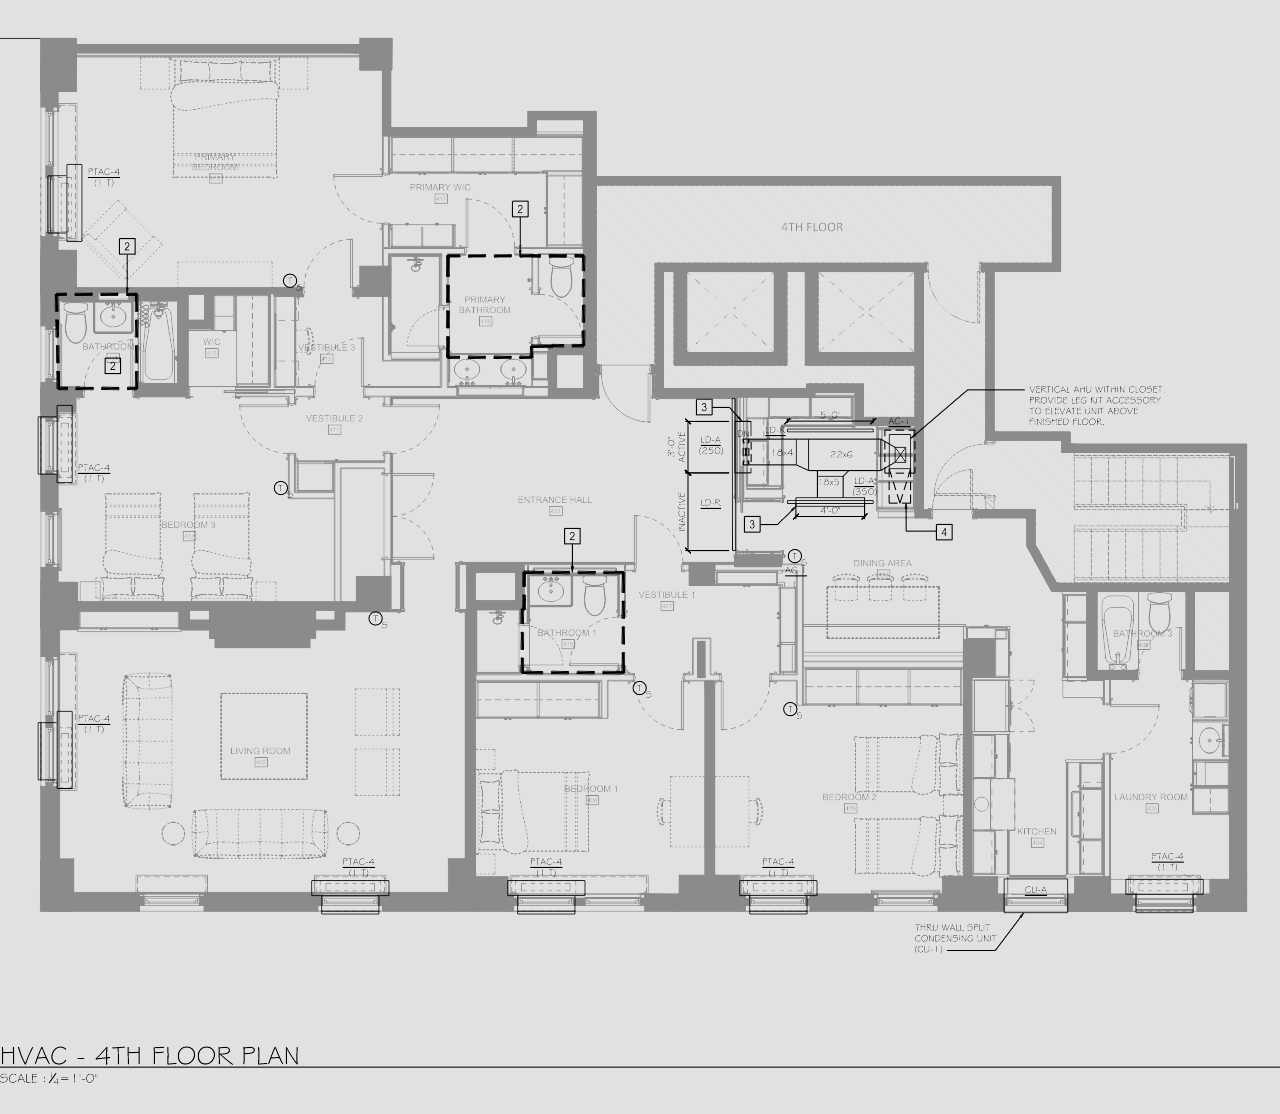 PRIMARY
BEDROOM
PTAC-4
(1 T)
PRIMARY WIC
2
4TH FLOOR
2
T
PRIMARY
BATHROOM
BATHROOM
2
WIC
VESTIBULE 3
VESTIBULE 2
PTAC-4
(1 T)
T
S
BEDROOM 3
ENTRANCE HALL
3
3'-0"
ACTIVE
LD-A
(250)
INACTIVE
LD-R
DN
LD-R
5'-0"
18x4
22x6
18x5
LD-A
(350)
4'-0"
3
AC-1
4
VERTICAL AHU WITHIN CLOSET.
PROVIDE LEG KIT ACCESSORY
TO ELEVATE UNIT ABOVE
FINISHED FLOOR.
2
T
S
AC
DINING AREA
VESTIBULE 1
BATHROOM 1
T
S
T
S
T
S
BATHROOM 3
PTAC-4
(1 T)
LIVING ROOM
BEDROOM 1
BEDROOM 2
KITCHEN
LAUNDRY ROOM
PTAC-4
(1 T)
PTAC-4
(1 T)
PTAC-4
(1 T)
CU-A
PTAC-4
(1 T)
THRU WALL SPLIT
CONDENSING UNIT
(CU-1)
HVAC - 4TH FLOOR PLAN
SCALE : 1/4"= 1'-0"